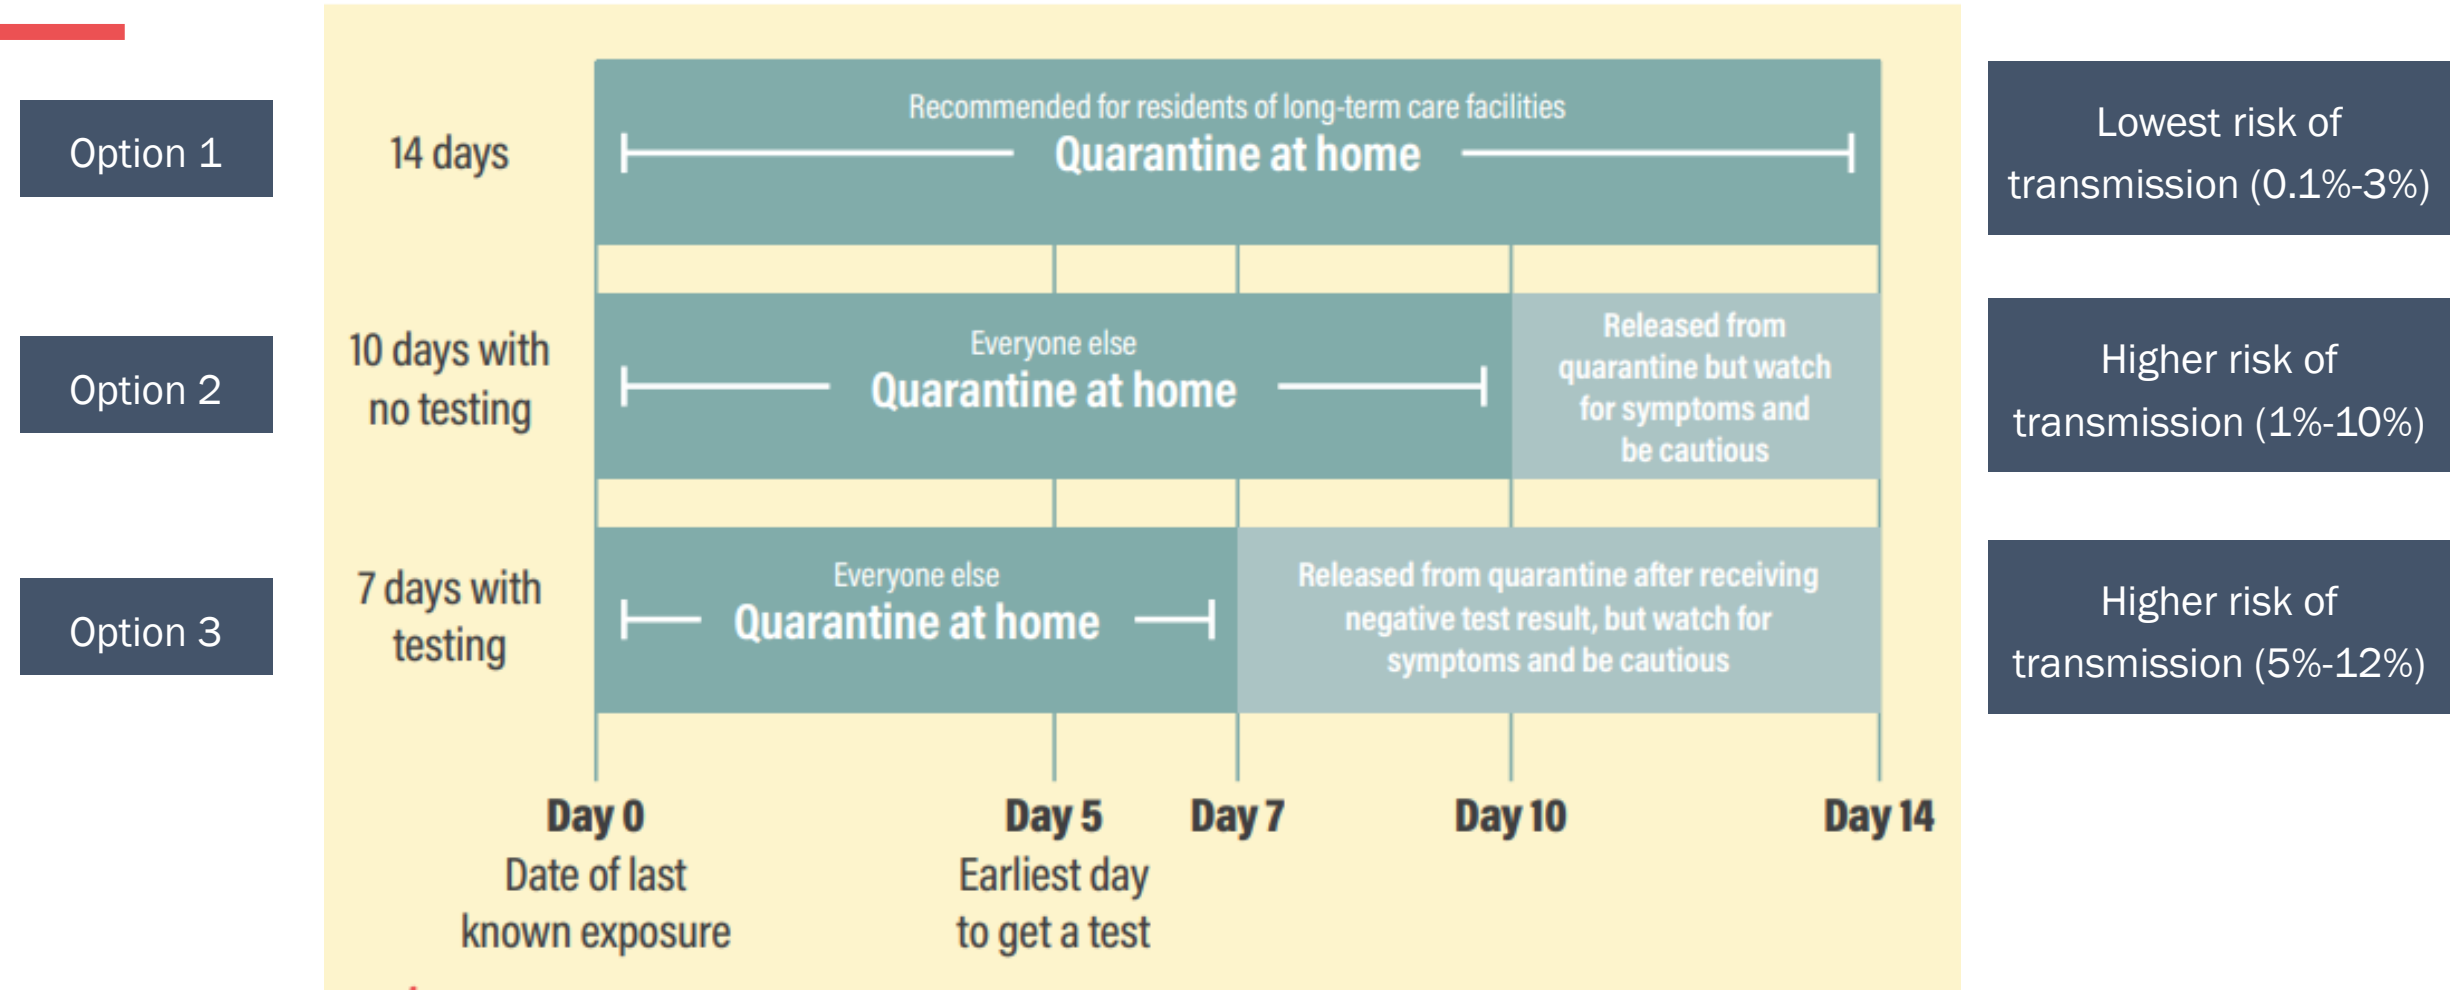 Option 1
14 days
Recommended for residents of long-term care facilities
Quarantine at home
Lowest risk of
transmission (0.1%-3%)
Option 2
10 days with
no testing
Everyone else
Quarantine at home
Released from
quarantine but watch
for symptoms and
be cautious
Higher risk of
transmission (1%-10%)
Option 3
7 days with
testing
Everyone else
Quarantine at home
Released from quarantine after receiving
negative test result, but watch for
symptoms and be cautious
Higher risk of
transmission (5%-12%)
Day 0
Date of last
known exposure
Day 5
Earliest day
to get a test
Day 7
Day 10
Day 14